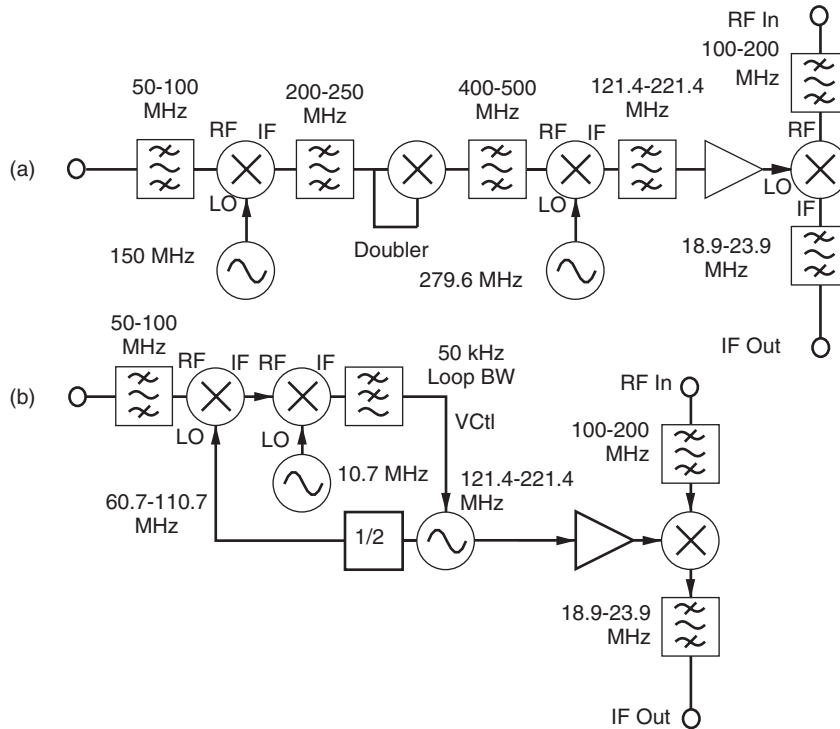 RF In
100-200
MHz
50-100
MHz
200-250
MHz
400-500
MHz
121.4-221.4
MHz
(a)
RF
IF
LO
150 MHz
Doubler
RF
IF
LO
279.6 MHz
RF
LO
IF
18.9-23.9
MHz
IF Out
(b)
50-100
MHz
RF
IF
RF
IF
LO
LO
10.7 MHz
50 kHz
Loop BW
VCtl
60.7-110.7
MHz
1/2
121.4-221.4
MHz
RF In
100-200
MHz
18.9-23.9
MHz
IF Out